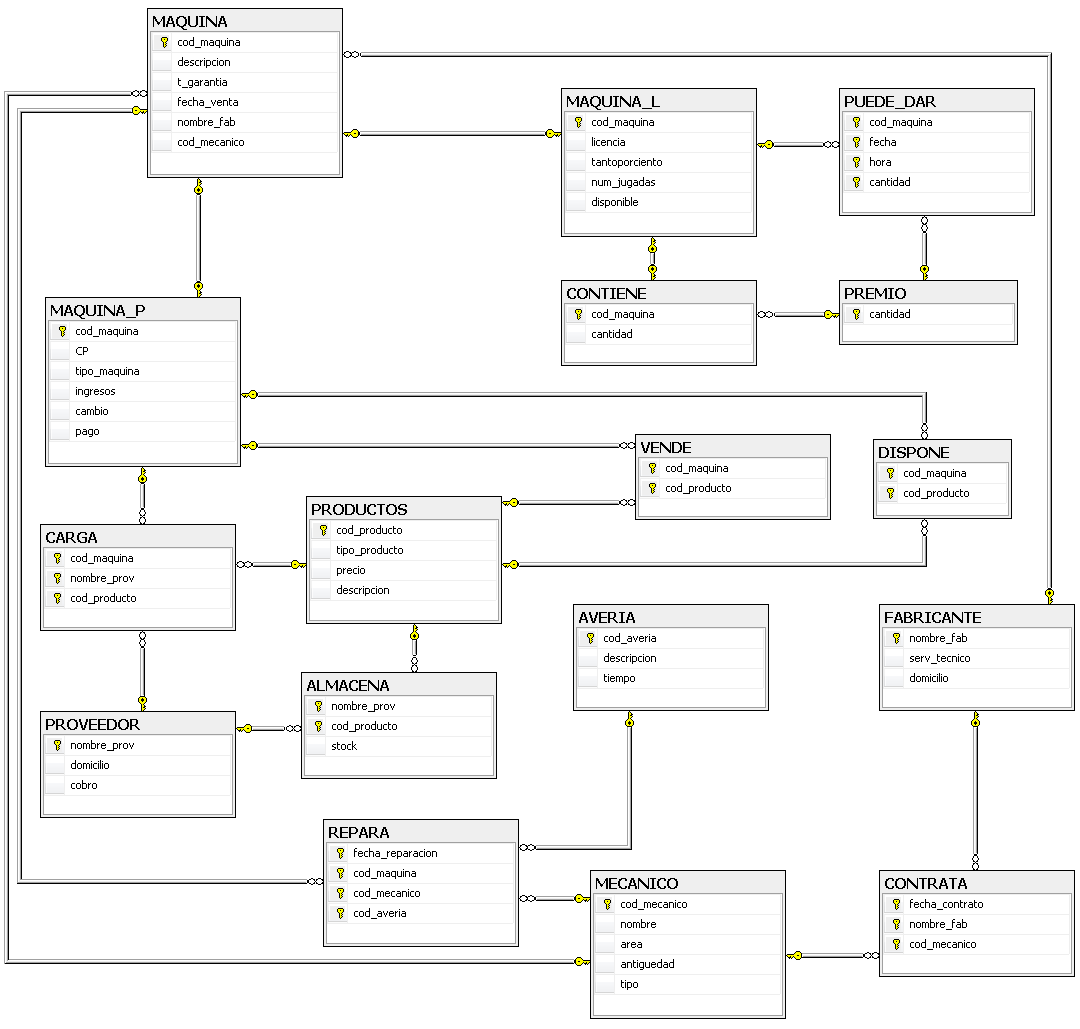 MAQUINA
cod_maquina
descripcion
t_garantia
fecha_venta
nombre_fab
cod_mecanico
MAQUINA_L
cod_maquina
licencia
tantoporciento
num_jugadas
disponible
PUEDE_DAR
cod_maquina
fecha
hora
cantidad
CONTIENE
cod_maquina
cantidad
PREMIO
cantidad
MAQUINA_P
cod_maquina
CP
tipo_maquina
ingresos
cambio
pago
VENDE
cod_maquina
cod_producto
DISPONE
cod_maquina
cod_producto
PRODUCTOS
cod_producto
tipo_producto
precio
descripcion
CARGA
cod_maquina
nombre_prov
cod_producto
AVERIA
cod_averia
descripcion
tiempo
FABRICANTE
nombre_fab
serv_tecnico
domicilio
ALMACENA
nombre_prov
cod_producto
stock
PROVEEDOR
nombre_prov
domicilio
cobro
REPARA
fecha_reparacion
cod_maquina
cod_mecanico
cod_averia
MECANICO
cod_mecanico
nombre
area
antiguedad
tipo
CONTRATA
fecha_contrato
nombre_fab
cod_mecanico